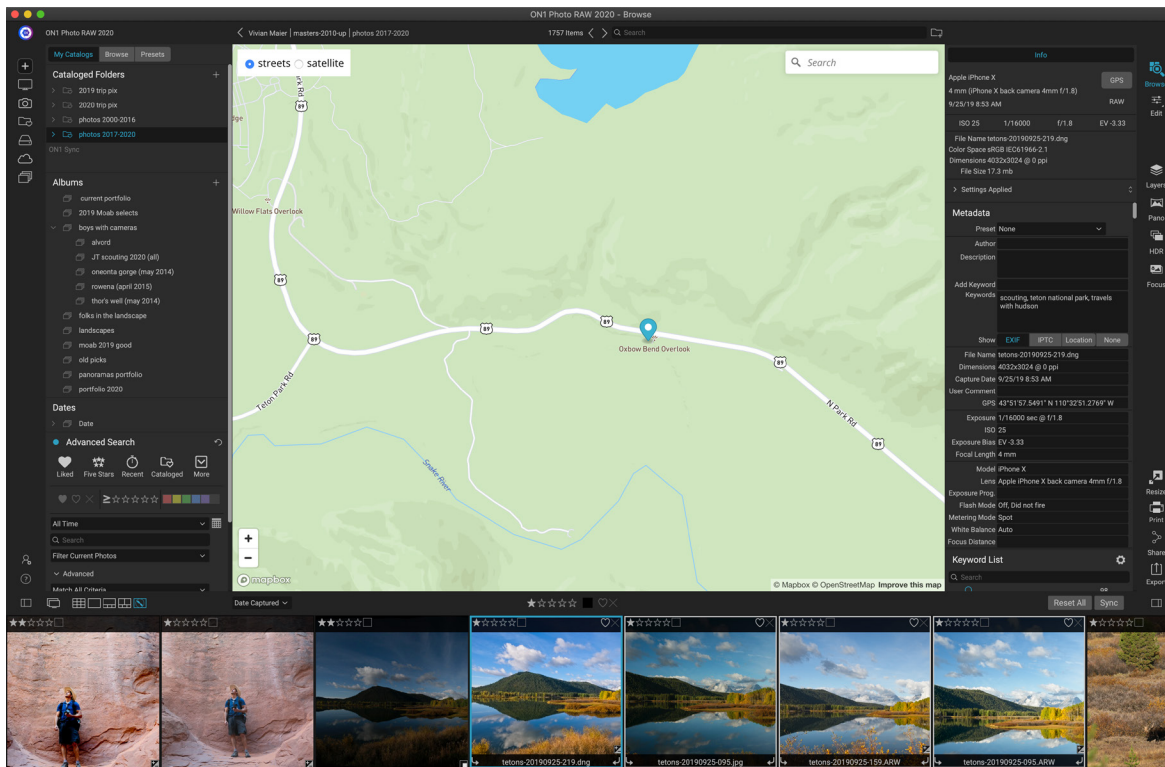 ON1 Photo RAW 2020 - Browse
ON1 Photo RAW 2020
Vivian Maier | masters-2010-up | photos 2017-2020
1757 Items
Search
My Catalogs
Browse
Presets
Cataloged Folders
2019 trip pix
2020 trip pix
photos 2000-2016
photos 2017-2020
ON1 Sync
Albums
current portfolio
2019 Moab selects
boys with cameras
alvord
JT scouting 2020 (all)
oneonta gorge (may 2014)
rowena (april 2015)
thor's well (may 2014)
folks in the landscape
landscapes
moab 2019 good
old picks
panoramas portfolio
portfolio 2020
Dates
Date
Advanced Search
Liked
Five Stars
Recent
Cataloged
More
All Time
Search
Filter Current Photos
Advanced
Match All Criteria
streets
satellite
Search
rk Rd
89
dge
Willow Flats Overlook
89
89
89
89
Oxbow Bend Overlook
89
Teton Park Rd
N Park Rd
89
Snake River
+
−
mapbox
© Mapbox © OpenStreetMap Improve this map
Info
Apple iPhone X
GPS
4 mm (iPhone X back camera 4mm f/1.8)
9/25/19 8:53 AM
RAW
ISO 25
1/16000
f/1.8
EV -3.33
File Name tetons-20190925-219.dng
Color Space sRGB IEC61966-2.1
Dimensions 4032x3024 @ 0 ppi
File Size 17.3 mb
Settings Applied
Metadata
Preset None
Author
Description
Add Keyword
Keywords scouting, teton national park, travels
with hudson
Show EXIF IPTC Location None
File Name tetons-20190925-219.dng
Dimensions 4032x3024 @ 0 ppi
Capture Date 9/25/19 8:53 AM
User Comment
GPS 43°51'57.5491" N 110°32'51.2769" W
Exposure 1/16000 sec @ f/1.8
ISO 25
Exposure Bias EV -3.33
Focal Length 4 mm
Model iPhone X
Lens Apple iPhone X back camera 4mm f/1.8
Exposure Prog.
Flash Mode Off, Did not fire
Metering Mode Spot
White Balance Auto
Focus Distance
Keyword List
Search
98
Browse
Edit
Layers
Pano
HDR
Focus
Resize
Print
Share
Export
Date Captured
Reset All
Sync
tetons-20190925-219.dng
tetons-20190925-095.jpg
tetons-20190925-159.ARW
tetons-20190925-095.ARW